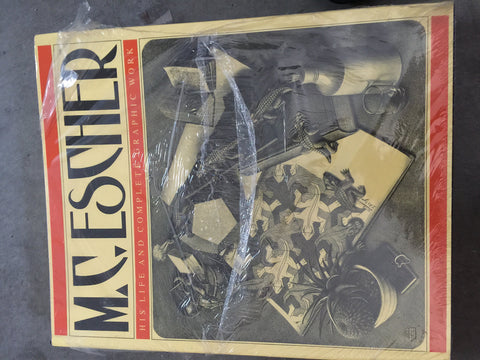 M.C. ESCHER
HIS LIFE AND COMPLETE GRAPHIC WORK